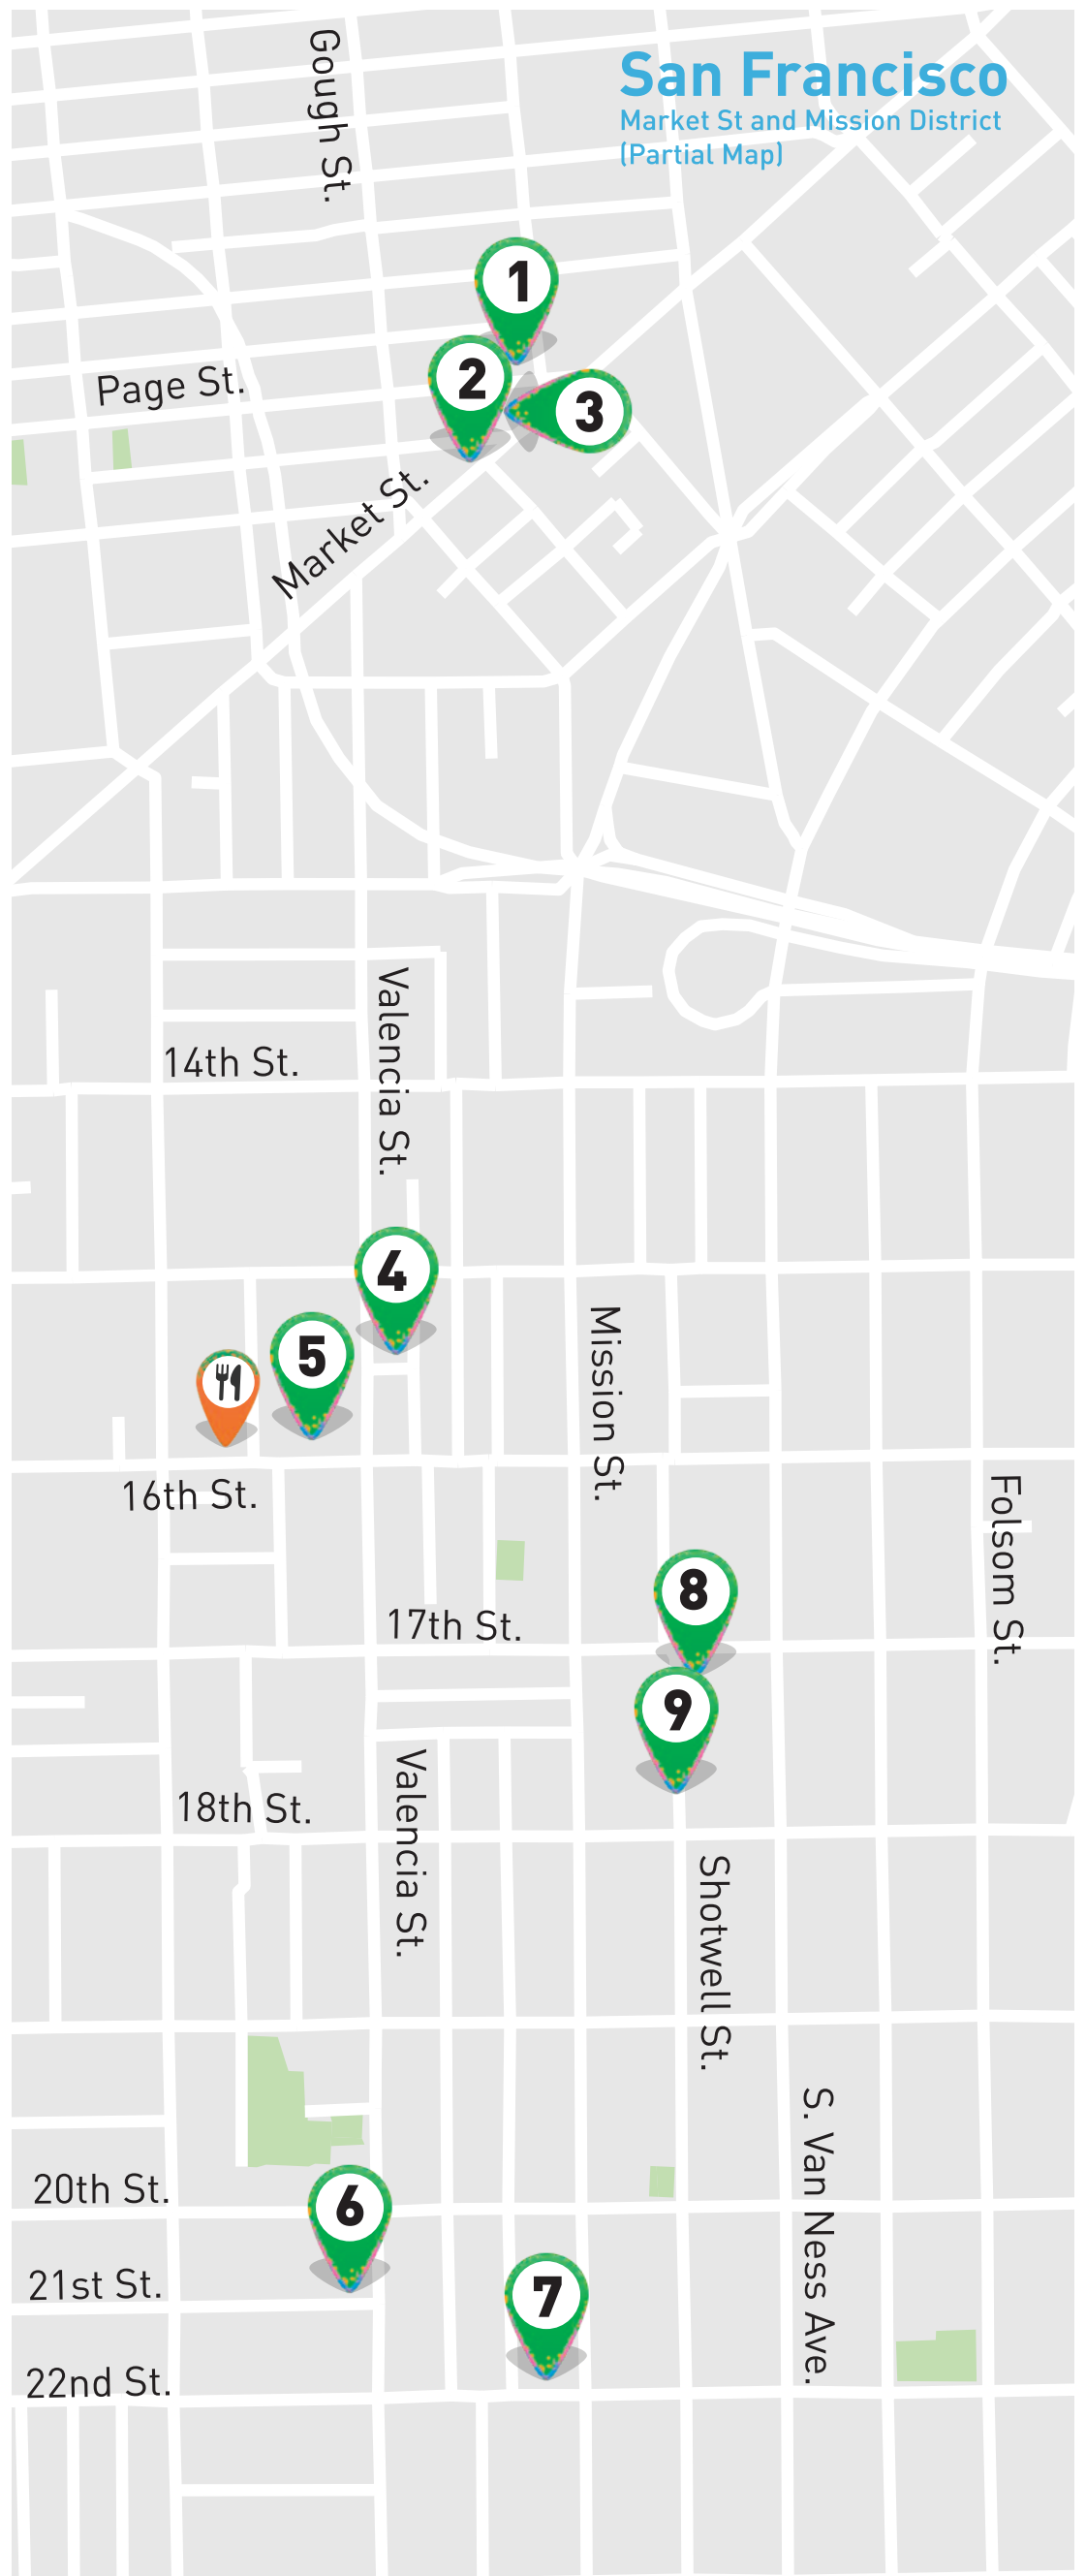 San Francisco
Market St and Mission District
(Partial Map)
Gough St.
1
2
3
Page St.
Market St.
Valencia St.
14th St.
4
5
Mission St.
16th St.
Folsom St.
8
17th St.
9
Valencia St.
18th St.
Shotwell St.
S. Van Ness Ave.
20th St.
6
21st St.
7
22nd St.